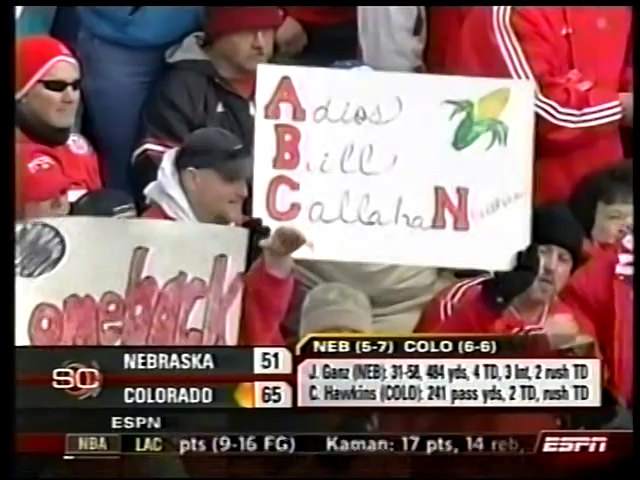 Adios
Bill
CallahaN
omeback
NEB (5-7) COLO (6-6)
SC
NEBRASKA 51
COLORADO 65
J. Ganz (NEB): 31-58, 484 yds, 4 TD, 3 Int, 2 rush TD
C. Hawkins (COLO): 241 pass yds, 2 TD, rush TD
ESPN
NBA LAC pts (9-16 FG) Kaman: 17 pts, 14 reb, ESPN